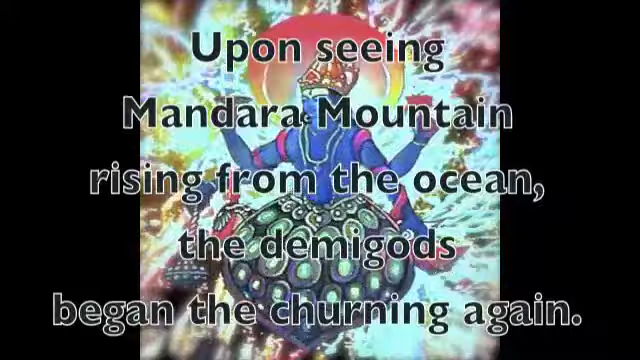 Upon seeing
Mandara Mountain
rising from the ocean,
the demigods
began the churning again.